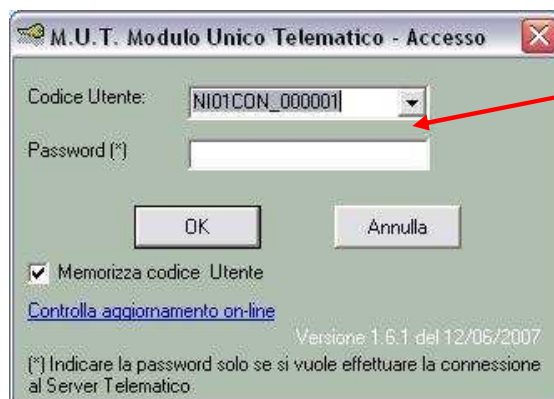 M.U.T. Modulo Unico Telematico - Accesso
Codice Utente: NI01CON_000001
Password (*)
OK Annulla
Memorizza codice Utente
Controlla aggiornamento on-line
Versione 1.6.1 del 12/06/2007
(*) Indicare la password solo se si vuole effettuare la connessione
al Server Telematico